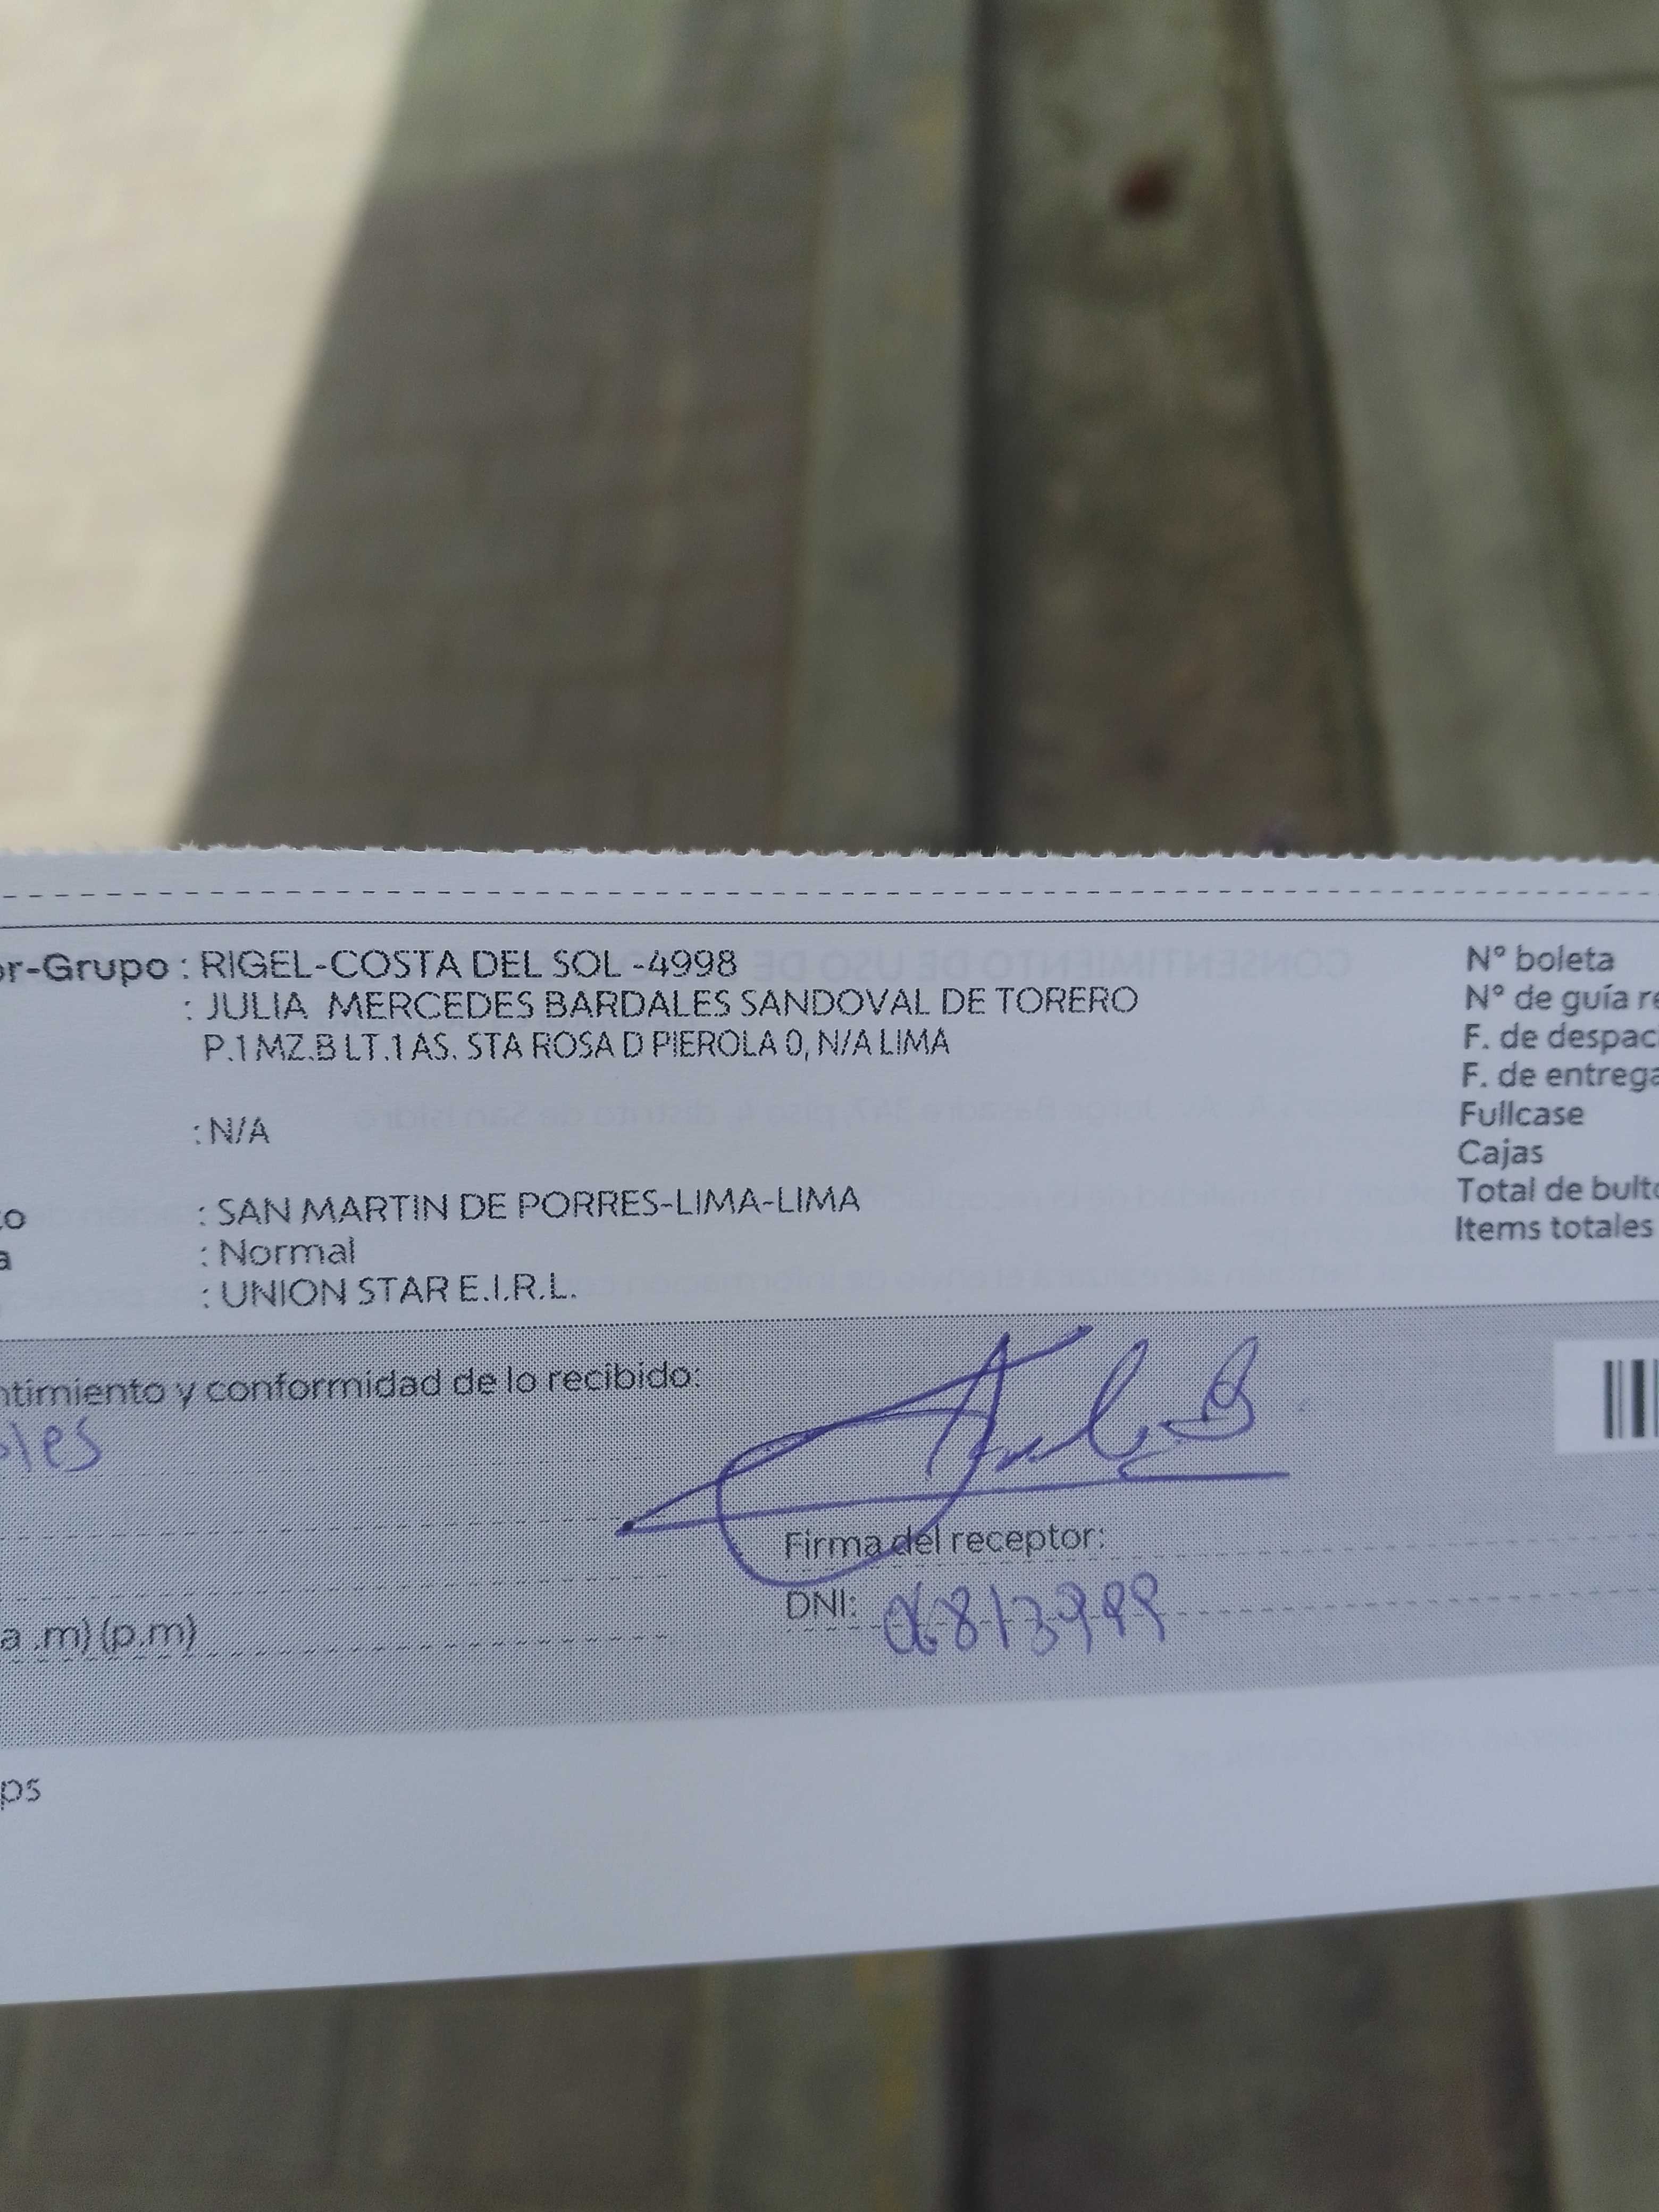 or-Grupo : RIGEL-COSTA DEL SOL -4998
: JULIA MERCEDES BARDALES SANDOVAL DE TORERO
P.1 MZ.B LT.1 AS. STA ROSA D PIEROLA 0, N/A LIMA
: N/A
to : SAN MARTIN DE PORRES-LIMA-LIMA
a : Normal
: UNION STAR E.I.R.L.
N° boleta
N° de guía re
F. de despac
F. de entrega
Fullcase
Cajas
Total de bulto
Items totales
ntimiento y conformidad de lo recibido:
les
Firma del receptor:
DNI: 06813999
a .m) (p.m)
ps